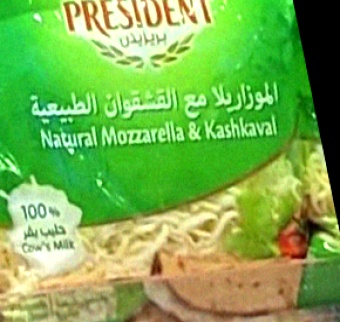 PRESIDENT
بريزيدن
الموزاريلا مع القشقوان الطبيعية
Natural Mozzarella & Kashkaval
100%
حليب بقر
Cow's Milk